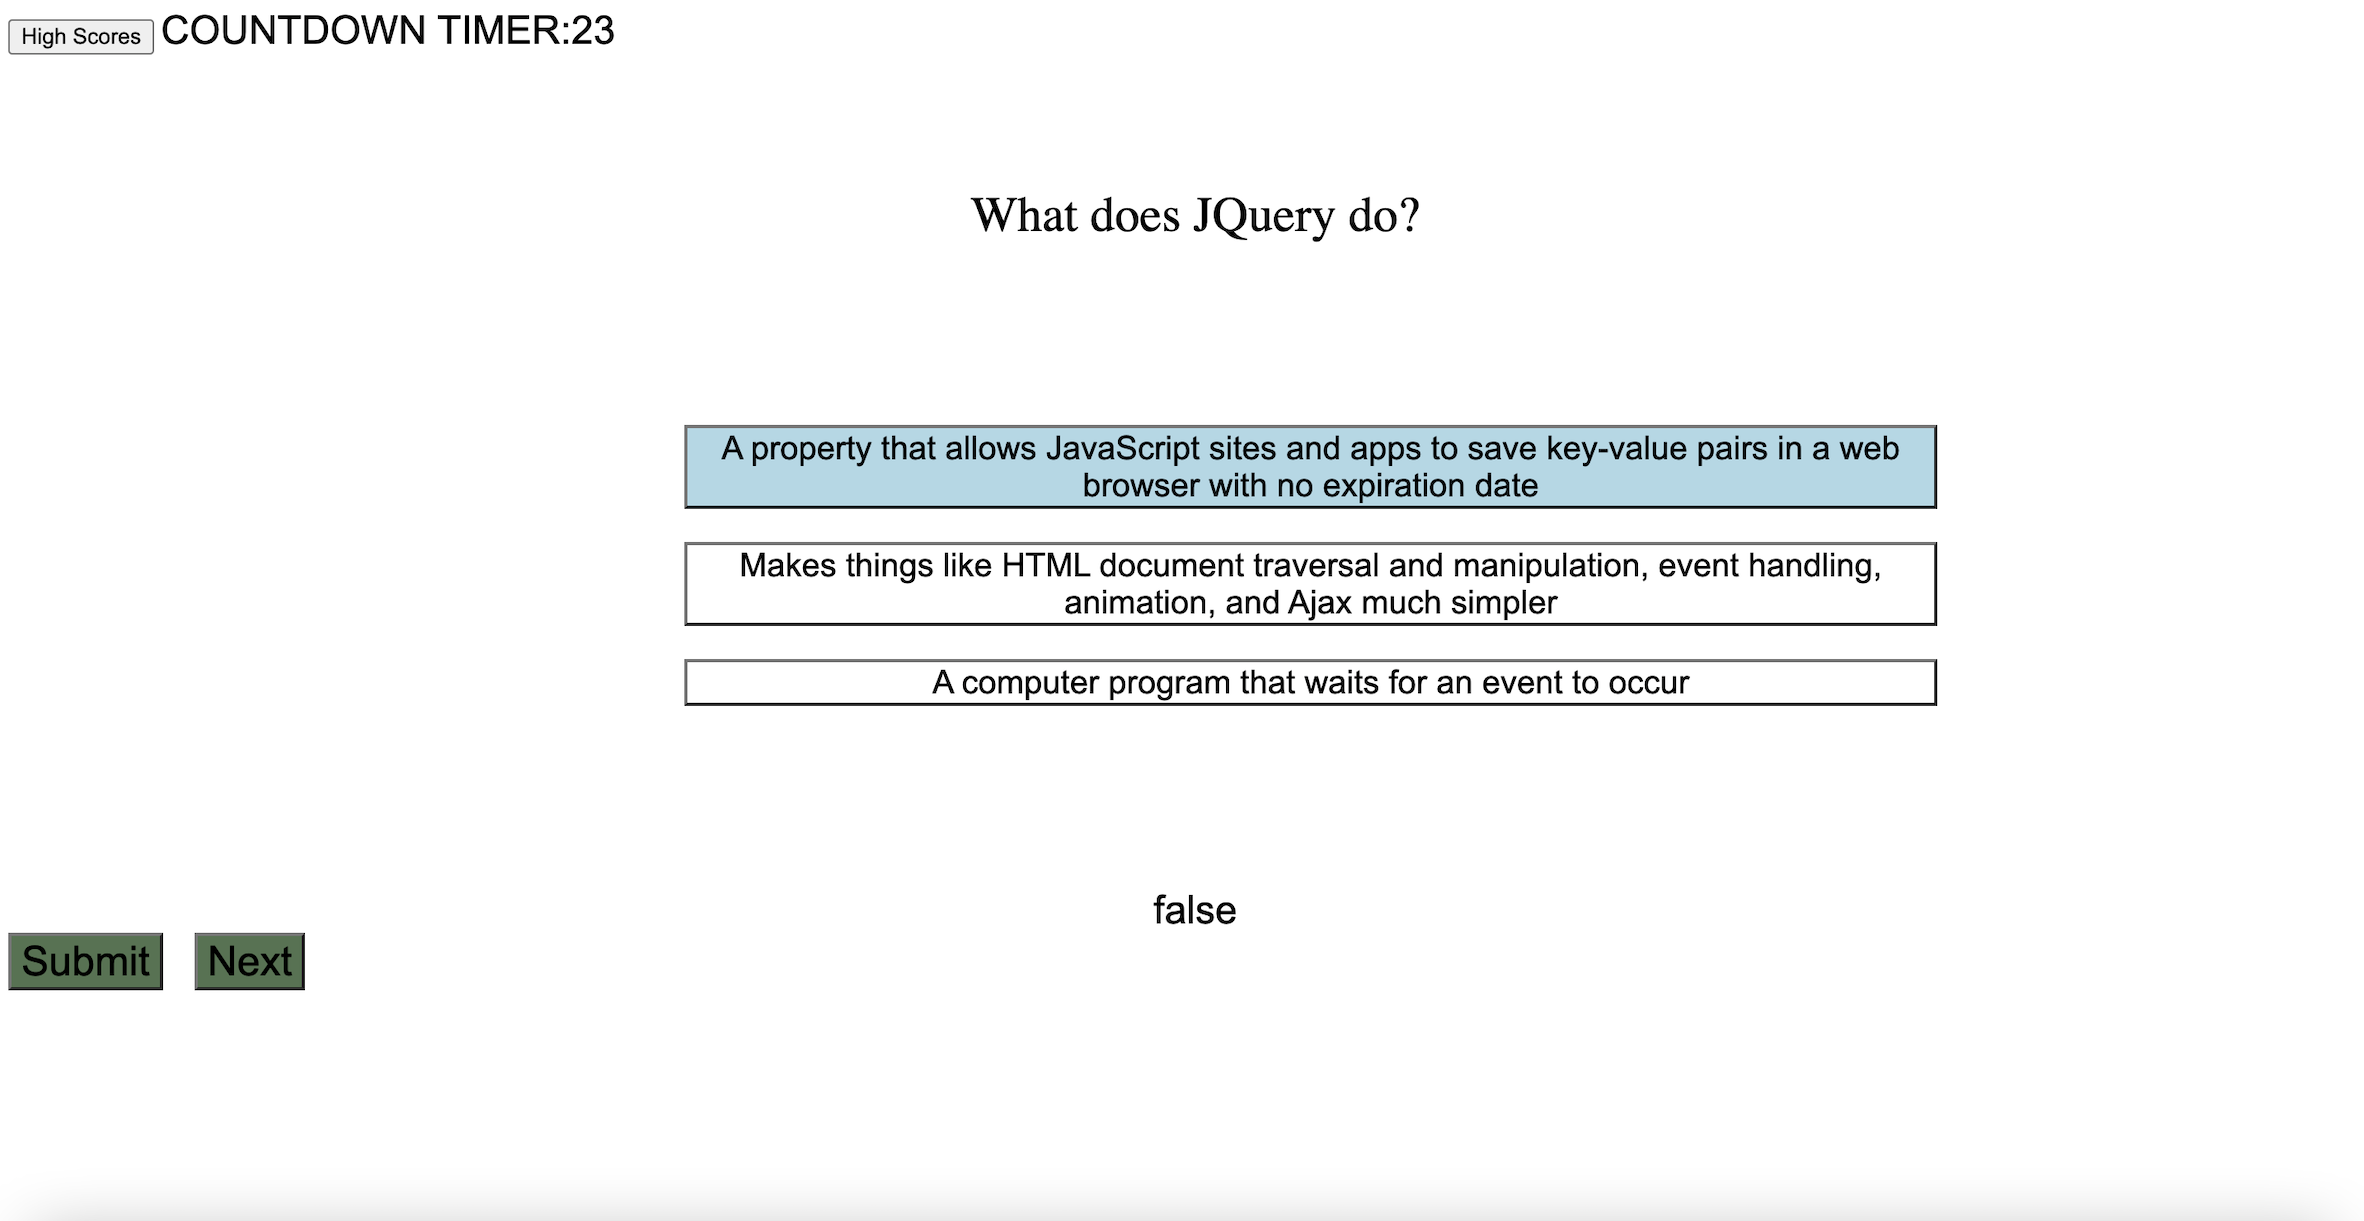 High Scores COUNTDOWN TIMER:23
What does JQuery do?
A property that allows JavaScript sites and apps to save key-value pairs in a web
browser with no expiration date
Makes things like HTML document traversal and manipulation, event handling,
animation, and Ajax much simpler
A computer program that waits for an event to occur
false
Submit Next